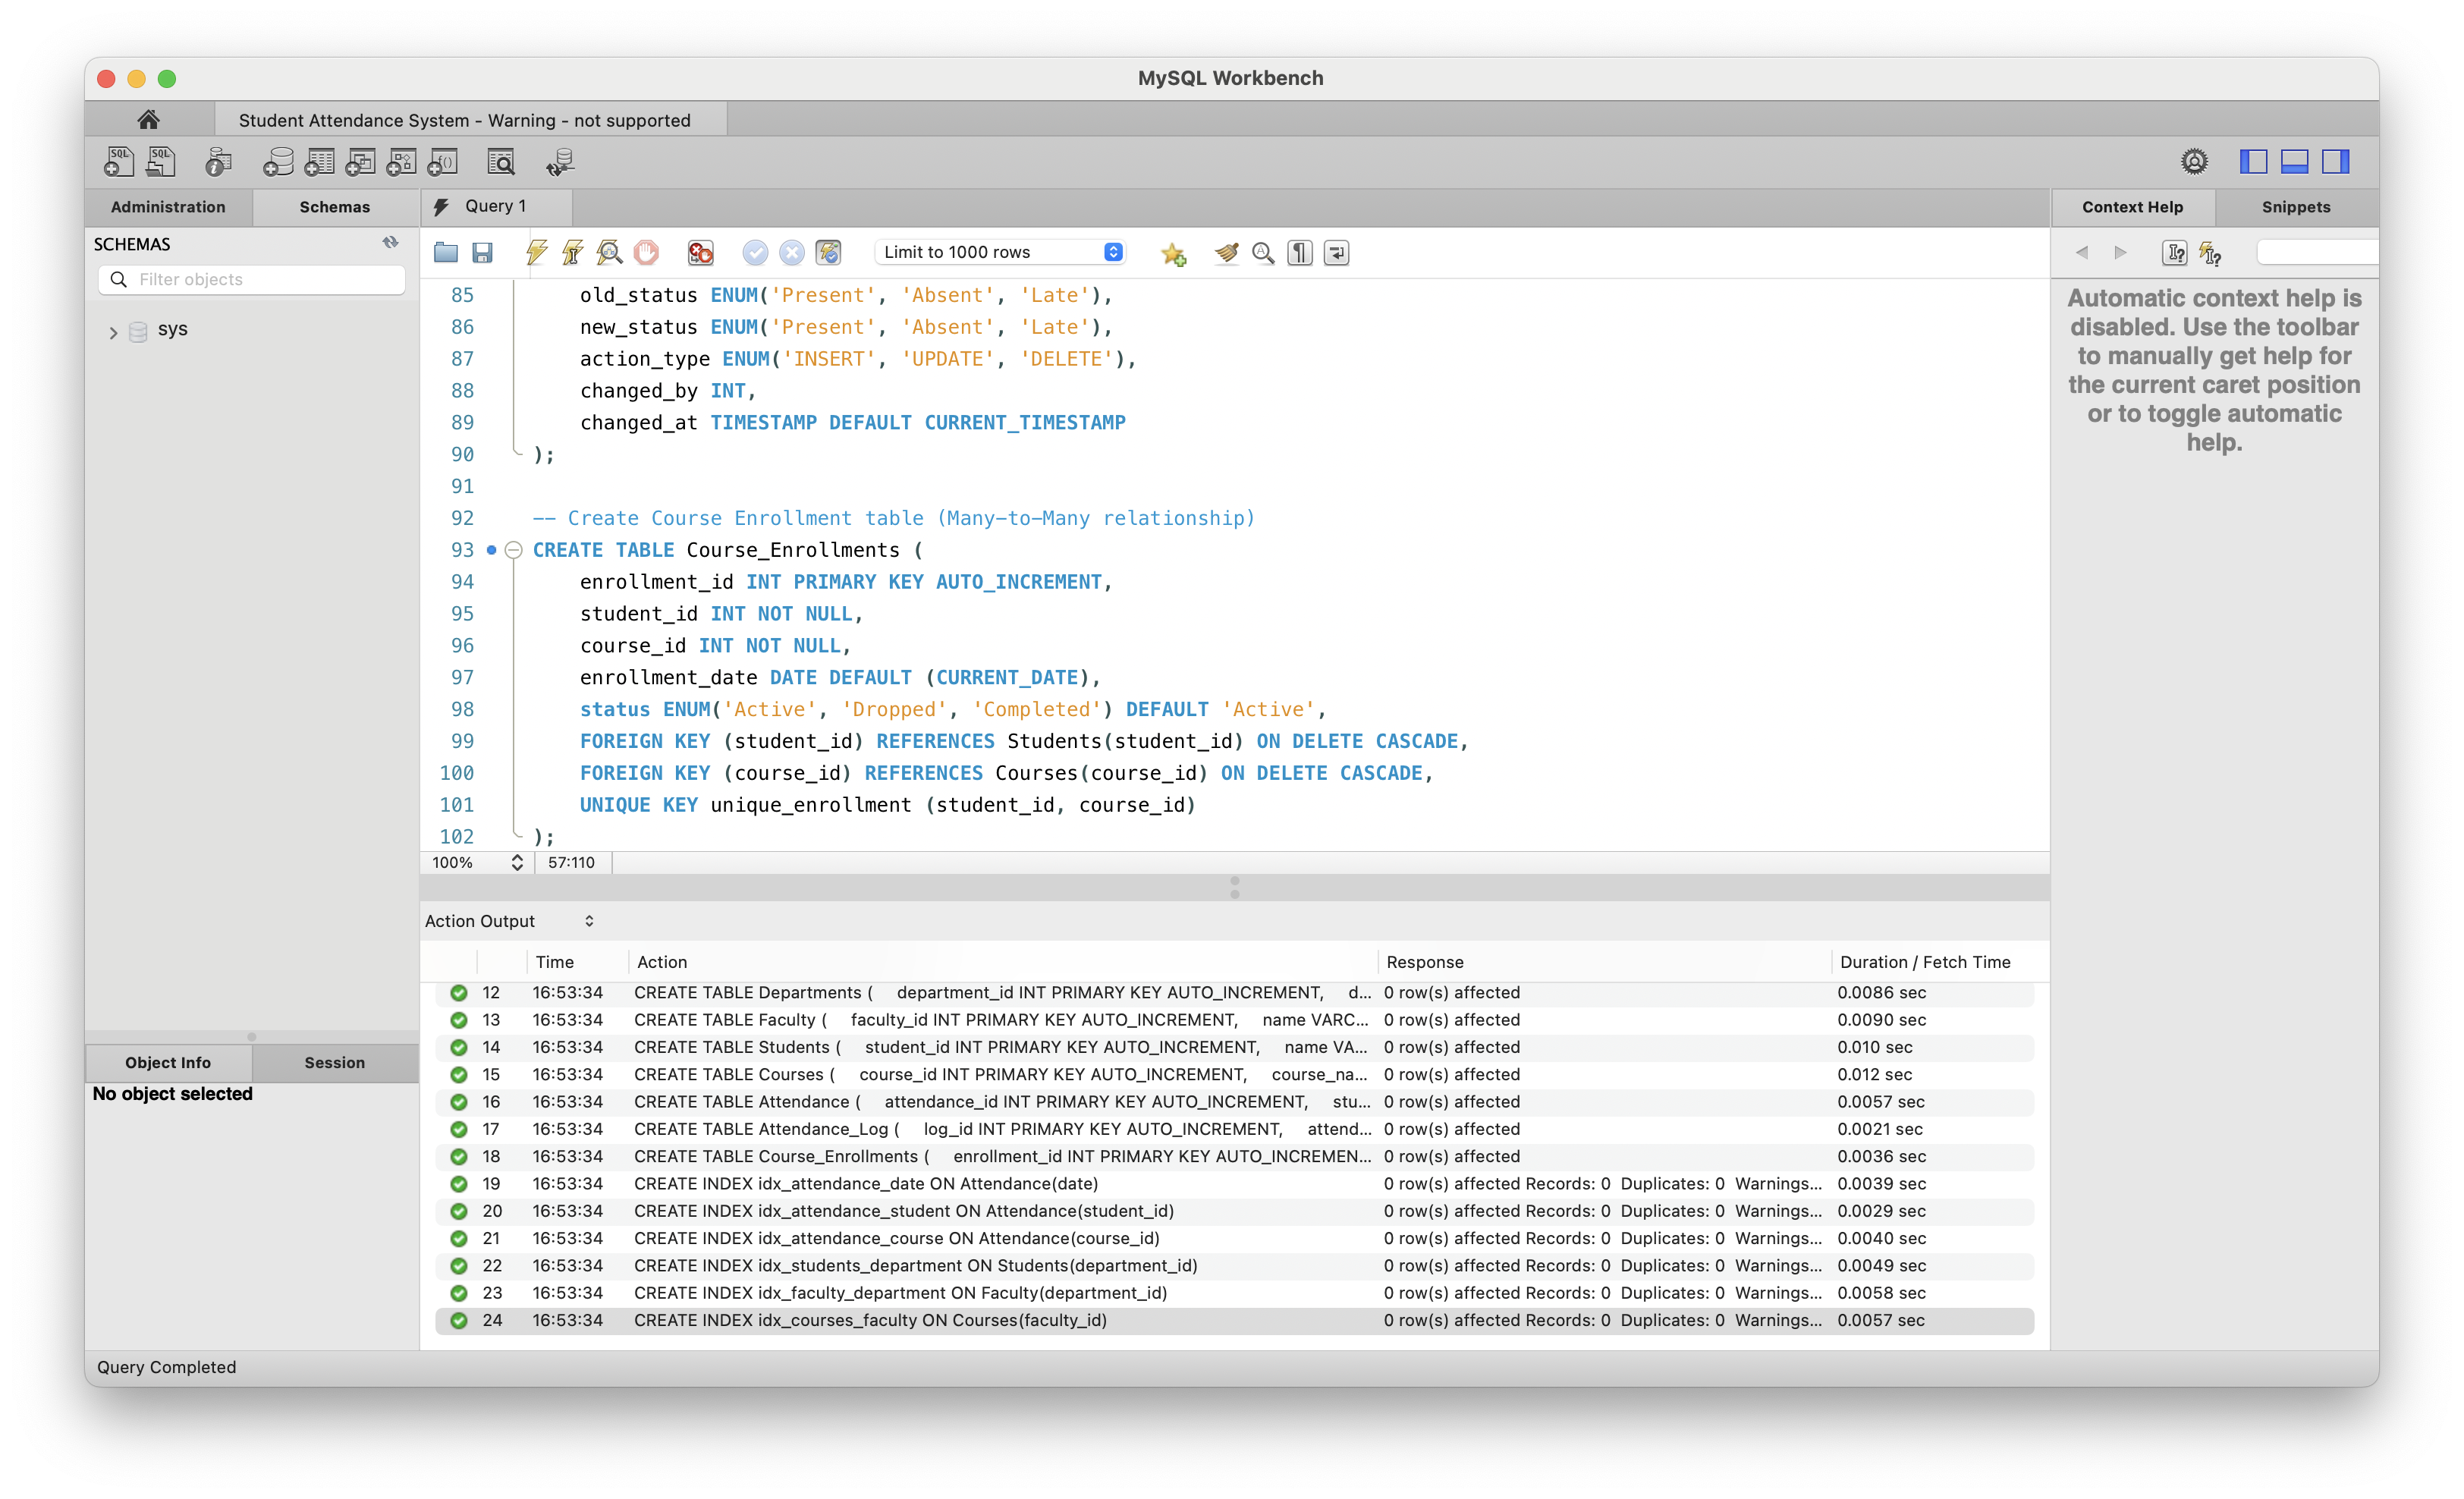 MySQL Workbench
Student Attendance System - Warning - not supported
Administration
Schemas
Query 1
Context Help
Snippets
SCHEMAS
Filter objects
sys
Limit to 1000 rows
Automatic context help is
disabled. Use the toolbar
to manually get help for
the current caret position
or to toggle automatic
help.
85 old_status ENUM('Present', 'Absent', 'Late'),
86 new_status ENUM('Present', 'Absent', 'Late'),
87 action_type ENUM('INSERT', 'UPDATE', 'DELETE'),
88 changed_by INT,
89 changed_at TIMESTAMP DEFAULT CURRENT_TIMESTAMP
90 );
91
92 -- Create Course Enrollment table (Many-to-Many relationship)
93 CREATE TABLE Course_Enrollments (
94 enrollment_id INT PRIMARY KEY AUTO_INCREMENT,
95 student_id INT NOT NULL,
96 course_id INT NOT NULL,
97 enrollment_date DATE DEFAULT (CURRENT_DATE),
98 status ENUM('Active', 'Dropped', 'Completed') DEFAULT 'Active',
99 FOREIGN KEY (student_id) REFERENCES Students(student_id) ON DELETE CASCADE,
100 FOREIGN KEY (course_id) REFERENCES Courses(course_id) ON DELETE CASCADE,
101 UNIQUE KEY unique_enrollment (student_id, course_id)
102 );
100% 57:110
Action Output
Time Action Response Duration / Fetch Time
12 16:53:34 CREATE TABLE Departments ( department_id INT PRIMARY KEY AUTO_INCREMENT, d... 0 row(s) affected 0.0086 sec
13 16:53:34 CREATE TABLE Faculty ( faculty_id INT PRIMARY KEY AUTO_INCREMENT, name VARC... 0 row(s) affected 0.0090 sec
14 16:53:34 CREATE TABLE Students ( student_id INT PRIMARY KEY AUTO_INCREMENT, name VA... 0 row(s) affected 0.010 sec
15 16:53:34 CREATE TABLE Courses ( course_id INT PRIMARY KEY AUTO_INCREMENT, course_na... 0 row(s) affected 0.012 sec
16 16:53:34 CREATE TABLE Attendance ( attendance_id INT PRIMARY KEY AUTO_INCREMENT, stu... 0 row(s) affected 0.0057 sec
17 16:53:34 CREATE TABLE Attendance_Log ( log_id INT PRIMARY KEY AUTO_INCREMENT, attend... 0 row(s) affected 0.0021 sec
18 16:53:34 CREATE TABLE Course_Enrollments ( enrollment_id INT PRIMARY KEY AUTO_INCREMEN... 0 row(s) affected 0.0036 sec
19 16:53:34 CREATE INDEX idx_attendance_date ON Attendance(date) 0 row(s) affected Records: 0 Duplicates: 0 Warnings... 0.0039 sec
20 16:53:34 CREATE INDEX idx_attendance_student ON Attendance(student_id) 0 row(s) affected Records: 0 Duplicates: 0 Warnings... 0.0029 sec
21 16:53:34 CREATE INDEX idx_attendance_course ON Attendance(course_id) 0 row(s) affected Records: 0 Duplicates: 0 Warnings... 0.0040 sec
22 16:53:34 CREATE INDEX idx_students_department ON Students(department_id) 0 row(s) affected Records: 0 Duplicates: 0 Warnings... 0.0049 sec
23 16:53:34 CREATE INDEX idx_faculty_department ON Faculty(department_id) 0 row(s) affected Records: 0 Duplicates: 0 Warnings... 0.0058 sec
24 16:53:34 CREATE INDEX idx_courses_faculty ON Courses(faculty_id) 0 row(s) affected Records: 0 Duplicates: 0 Warnings... 0.0057 sec
Object Info
Session
No object selected
Query Completed